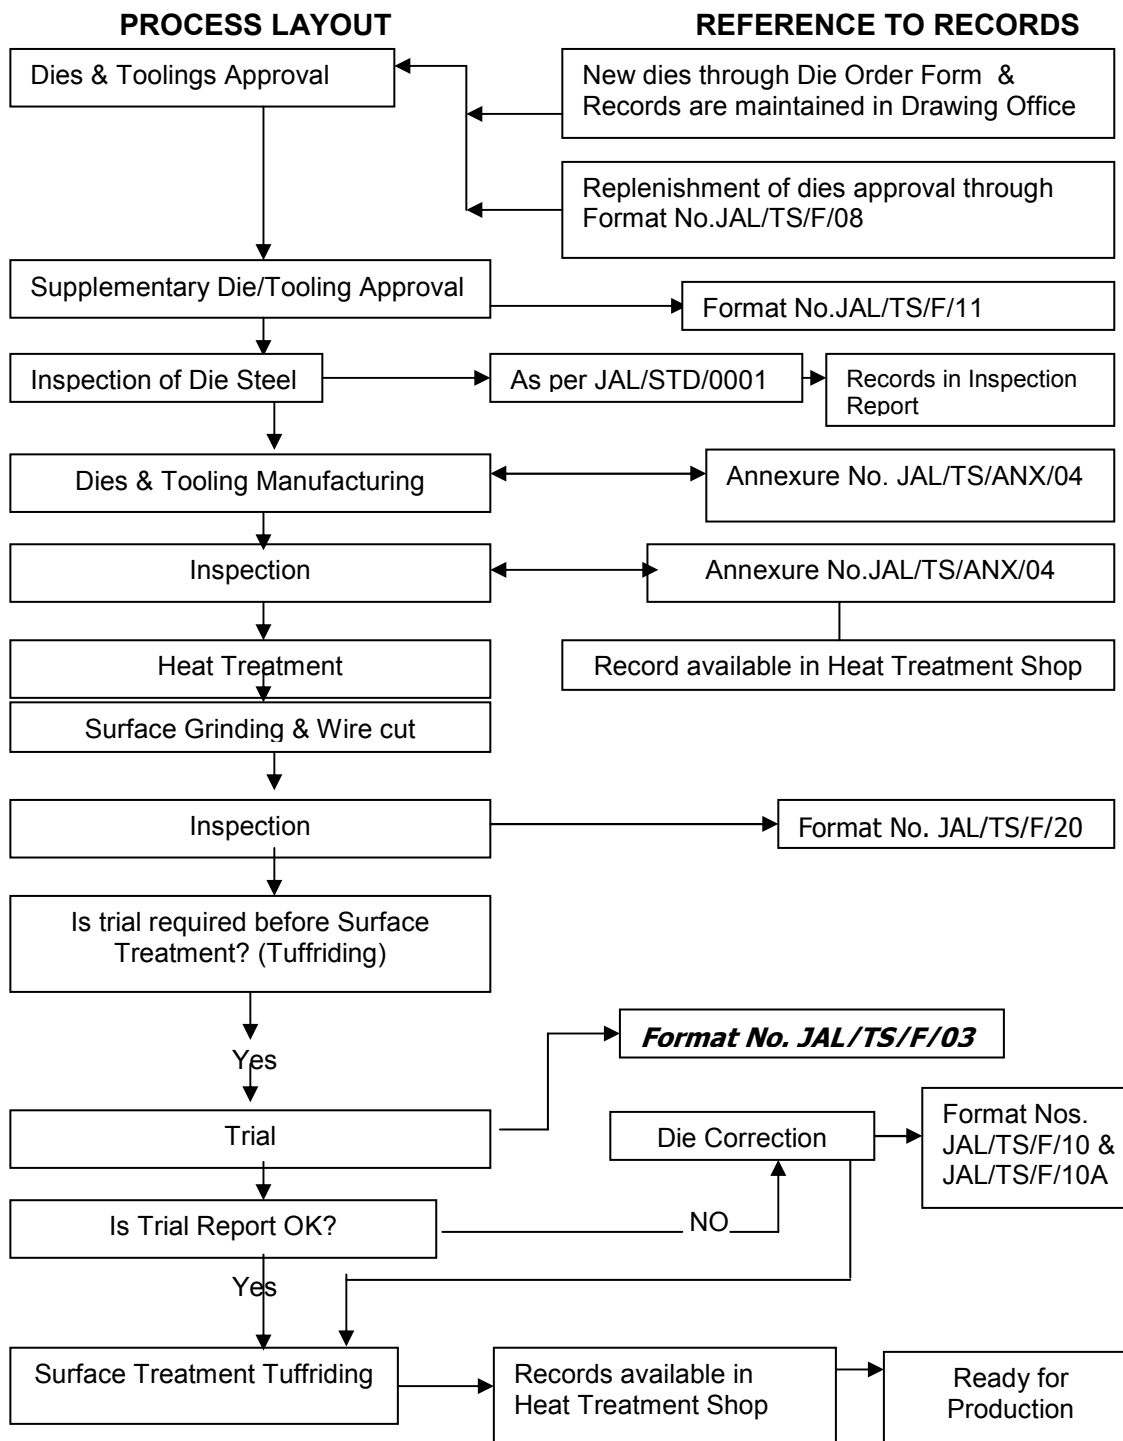 PROCESS LAYOUT
REFERENCE TO RECORDS
Dies & Toolings Approval
New dies through Die Order Form &
Records are maintained in Drawing Office
Replenishment of dies approval through
Format No.JAL/TS/F/08
Supplementary Die/Tooling Approval
Format No.JAL/TS/F/11
Inspection of Die Steel
As per JAL/STD/0001
Records in Inspection
Report
Dies & Tooling Manufacturing
Annexure No. JAL/TS/ANX/04
Inspection
Annexure No.JAL/TS/ANX/04
Heat Treatment
Record available in Heat Treatment Shop
Surface Grinding & Wire cut
Inspection
Format No. JAL/TS/F/20
Is trial required before Surface
Treatment? (Tuffriding)
Yes
Format No. JAL/TS/F/03
Trial
Die Correction
Format Nos.
JAL/TS/F/10 &
JAL/TS/F/10A
Is Trial Report OK?
NO
Yes
Surface Treatment Tuffriding
Records available in
Heat Treatment Shop
Ready for
Production